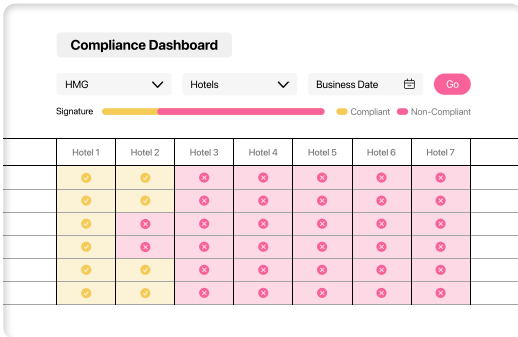 Compliance Dashboard
HMG Hotels Business Date Go
Signature Compliant Non-Compliant
Hotel 1 Hotel 2 Hotel 3 Hotel 4 Hotel 5 Hotel 6 Hotel 7